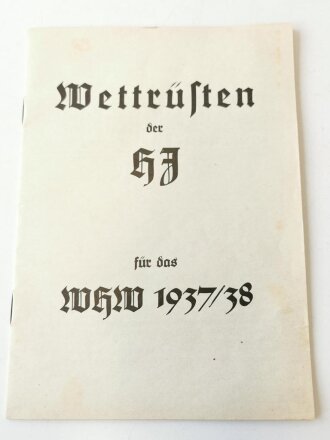 Wettrüſten
der
HJ
für das
WHW 1937/38